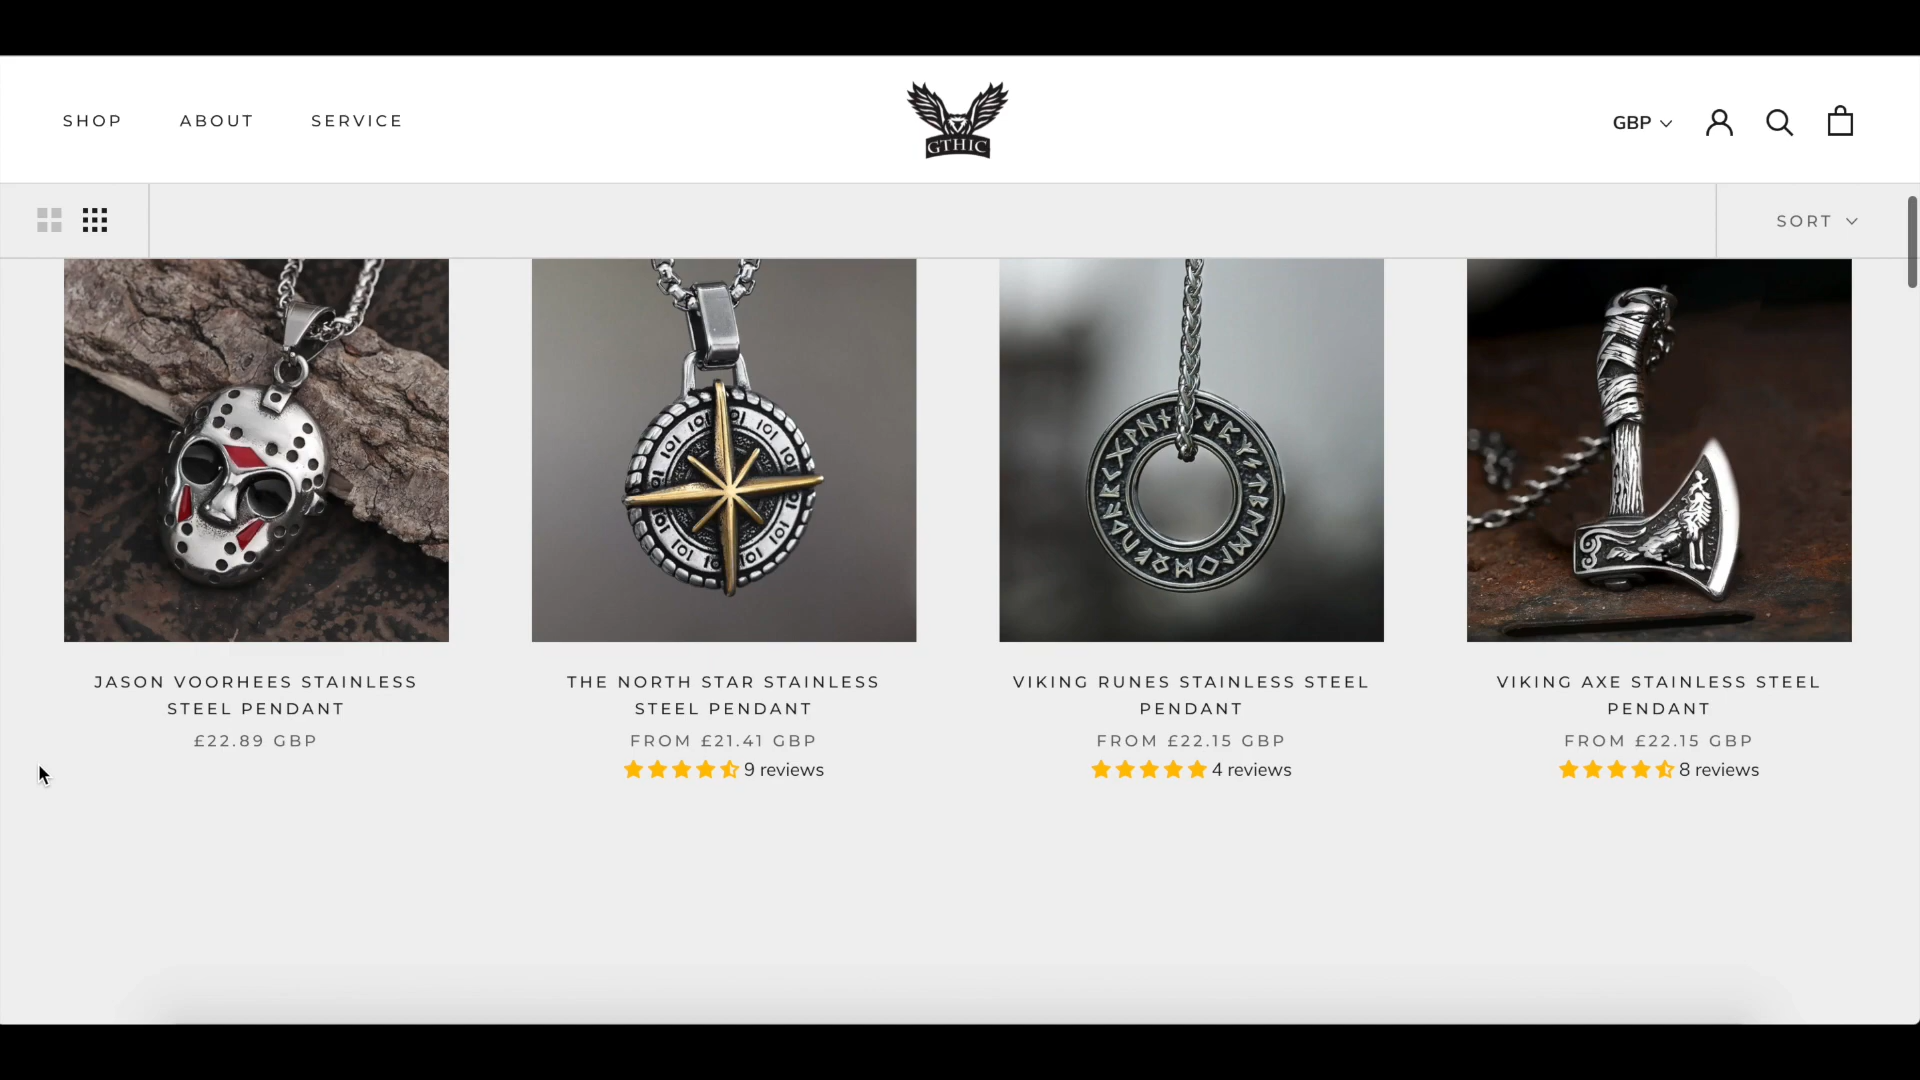 SHOP ABOUT SERVICE
GTHIC
GBP
SORT
JASON VOORHEES STAINLESS
STEEL PENDANT
£22.89 GBP
THE NORTH STAR STAINLESS
STEEL PENDANT
FROM £21.41 GBP
9 reviews
VIKING RUNES STAINLESS STEEL
PENDANT
FROM £22.15 GBP
4 reviews
VIKING AXE STAINLESS STEEL
PENDANT
FROM £22.15 GBP
8 reviews